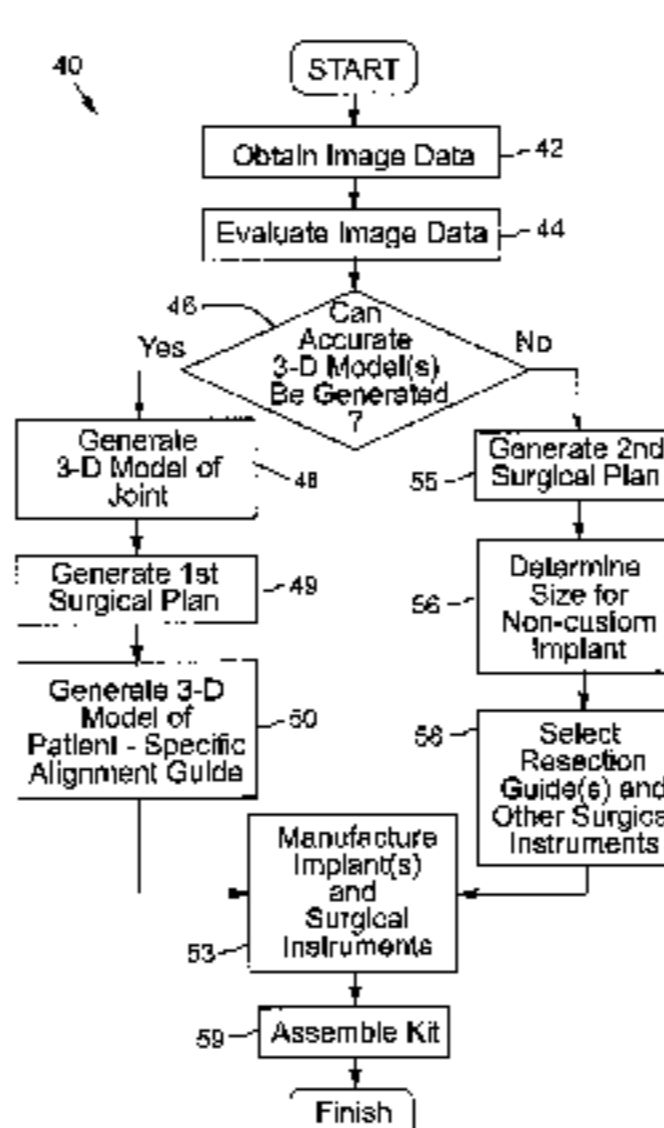 40
START
Obtain Image Data
42
Evaluate Image Data
44
46
Can
Accurate
3-D Model(s)
Be Generated
?
Yes
No
Generate
3-D Model of
Joint
48
Generate 1st
Surgical Plan
49
Generate 3-D
Model of
Patient - Specific
Alignment Guide
50
Generate 2nd
Surgical Plan
55
Determine
Size for
Non-custom
Implant
56
Select
Resection
Guide(s) and
Other Surgica
Instruments
Manufacture
Implant(s)
and
Surgical
Instruments
53
Assemble Kit
59
Finish